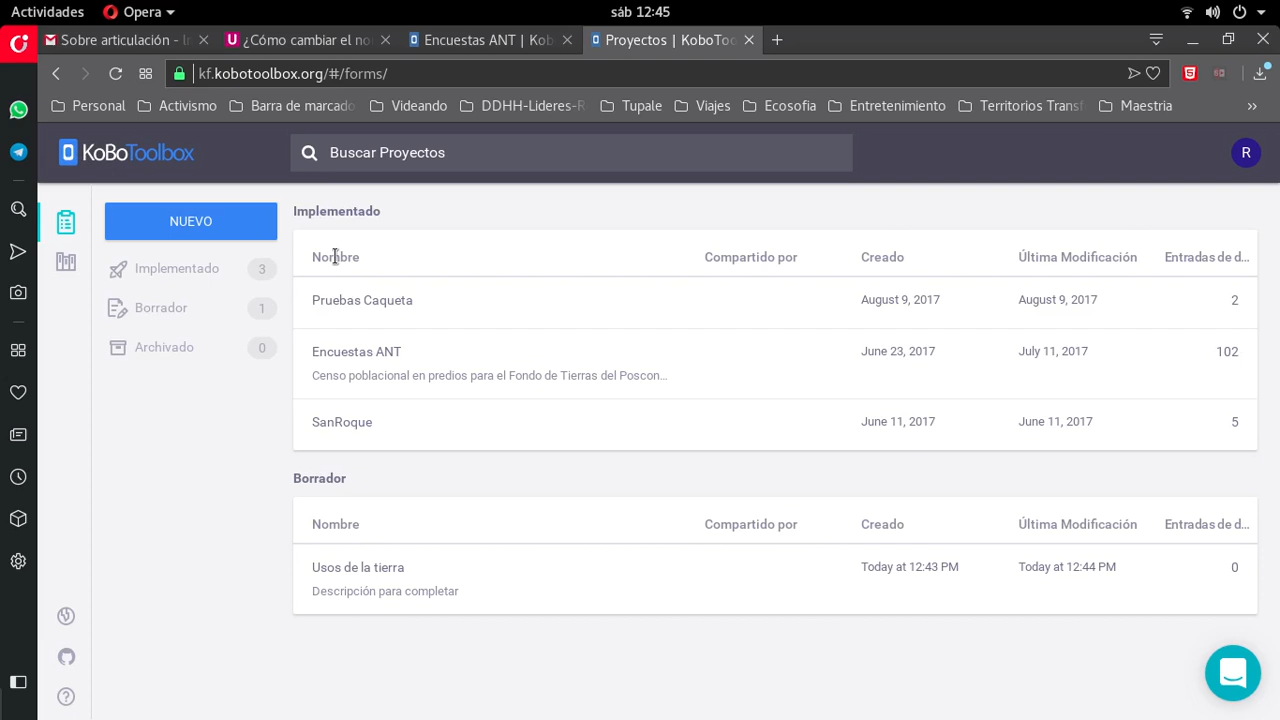 Actividades Opera sáb 12:45
Sobre articulación - In ¿Cómo cambiar el no Encuestas ANT | Kob Proyectos | KoboToo
kf.kobotoolbox.org/#/forms/
Personal Activismo Barra de marcado Videando DDHH-Lideres-R Tupale Viajes Ecosofia Entretenimiento Territorios Transf Maestria »
KoBoToolbox Buscar Proyectos R
NUEVO
Implementado 3
Borrador 1
Archivado 0
Implementado
Nombre Compartido por Creado Última Modificación Entradas de d...
Pruebas Caqueta August 9, 2017 August 9, 2017 2
Encuestas ANT June 23, 2017 July 11, 2017 102
Censo poblacional en predios para el Fondo de Tierras del Poscon...
SanRoque June 11, 2017 June 11, 2017 5
Borrador
Nombre Compartido por Creado Última Modificación Entradas de d...
Usos de la tierra Today at 12:43 PM Today at 12:44 PM 0
Descripción para completar